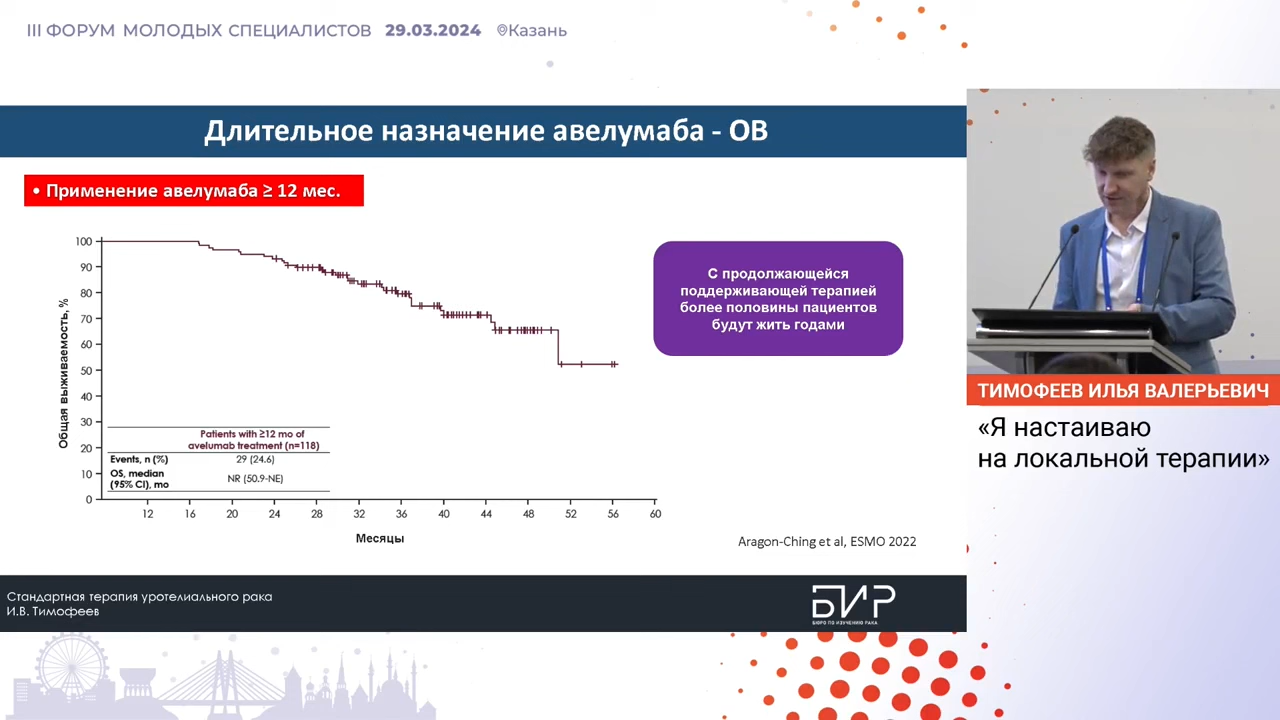 III ФОРУМ МОЛОДЫХ СПЕЦИАЛИСТОВ 29.03.2024 Казань
Длительное назначение авелумаба - ОВ
• Применение авелумаба ≥ 12 мес.
Общая выживаемость, %
100
90
80
70
60
50
40
30
20
10
0
Patients with ≥12 mo of
avelumab treatment (n=118)
Events, n (%) 29 (24.6)
OS, median
(95% CI), mo NR (50.9-NE)
12 16 20 24 28 32 36 40 44 48 52 56 60
Месяцы
С продолжающейся
поддерживающей терапией
более половины пациентов
будут жить годами
Aragon-Ching et al, ESMO 2022
Стандартная терапия уротелиального рака
И.В. Тимофеев
БИР
БЮРО ПО ИЗУЧЕНИЮ РАКА
ТИМОФЕЕВ ИЛЬЯ ВАЛЕРЬЕВИЧ
«Я настаиваю
на локальной терапии»